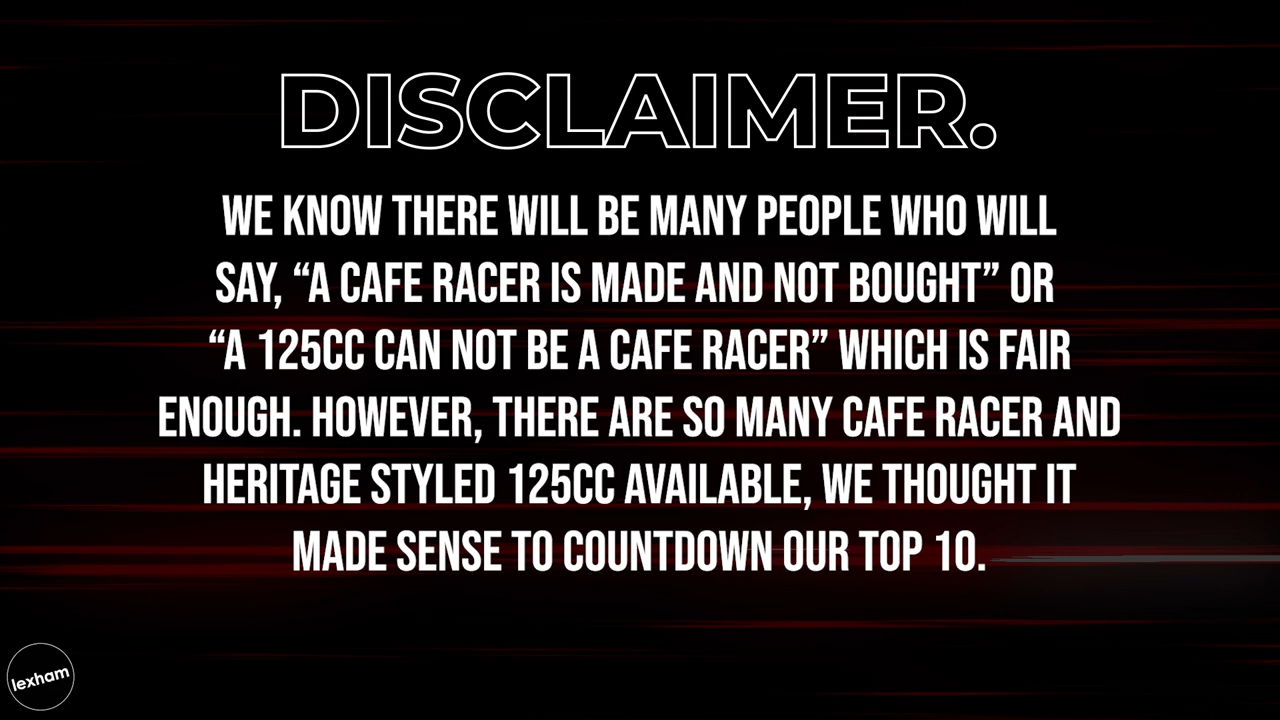 DISCLAIMER.
WE KNOW THERE WILL BE MANY PEOPLE WHO WILL
SAY, “A CAFE RACER IS MADE AND NOT BOUGHT” OR
“A 125CC CAN NOT BE A CAFE RACER” WHICH IS FAIR
ENOUGH. HOWEVER, THERE ARE SO MANY CAFE RACER AND
HERITAGE STYLED 125CC AVAILABLE, WE THOUGHT IT
MADE SENSE TO COUNTDOWN OUR TOP 10.
lexham